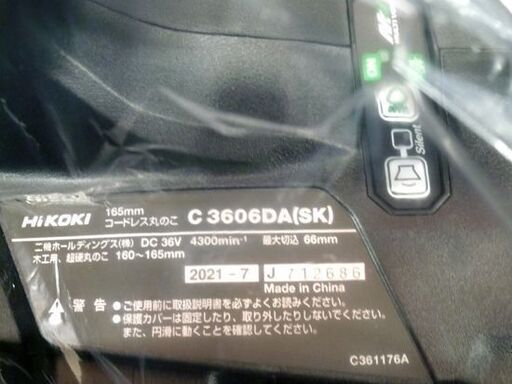 ON
Silent
HiKOKI 165mm コードレス丸のこ C 3606DA(SK)
工機ホールディングス(株) DC 36V 4300min-1 最大切込 66mm
木工用、超硬丸のこ 160～165mm
2021-7 J 712686
Made in China
警告 ●ご使用前に取扱説明書を必ずよくお読みください。
●保護カバーは固定したり、取り外したりしないでください。
また、円滑に動くことを確認してください。
C361176A